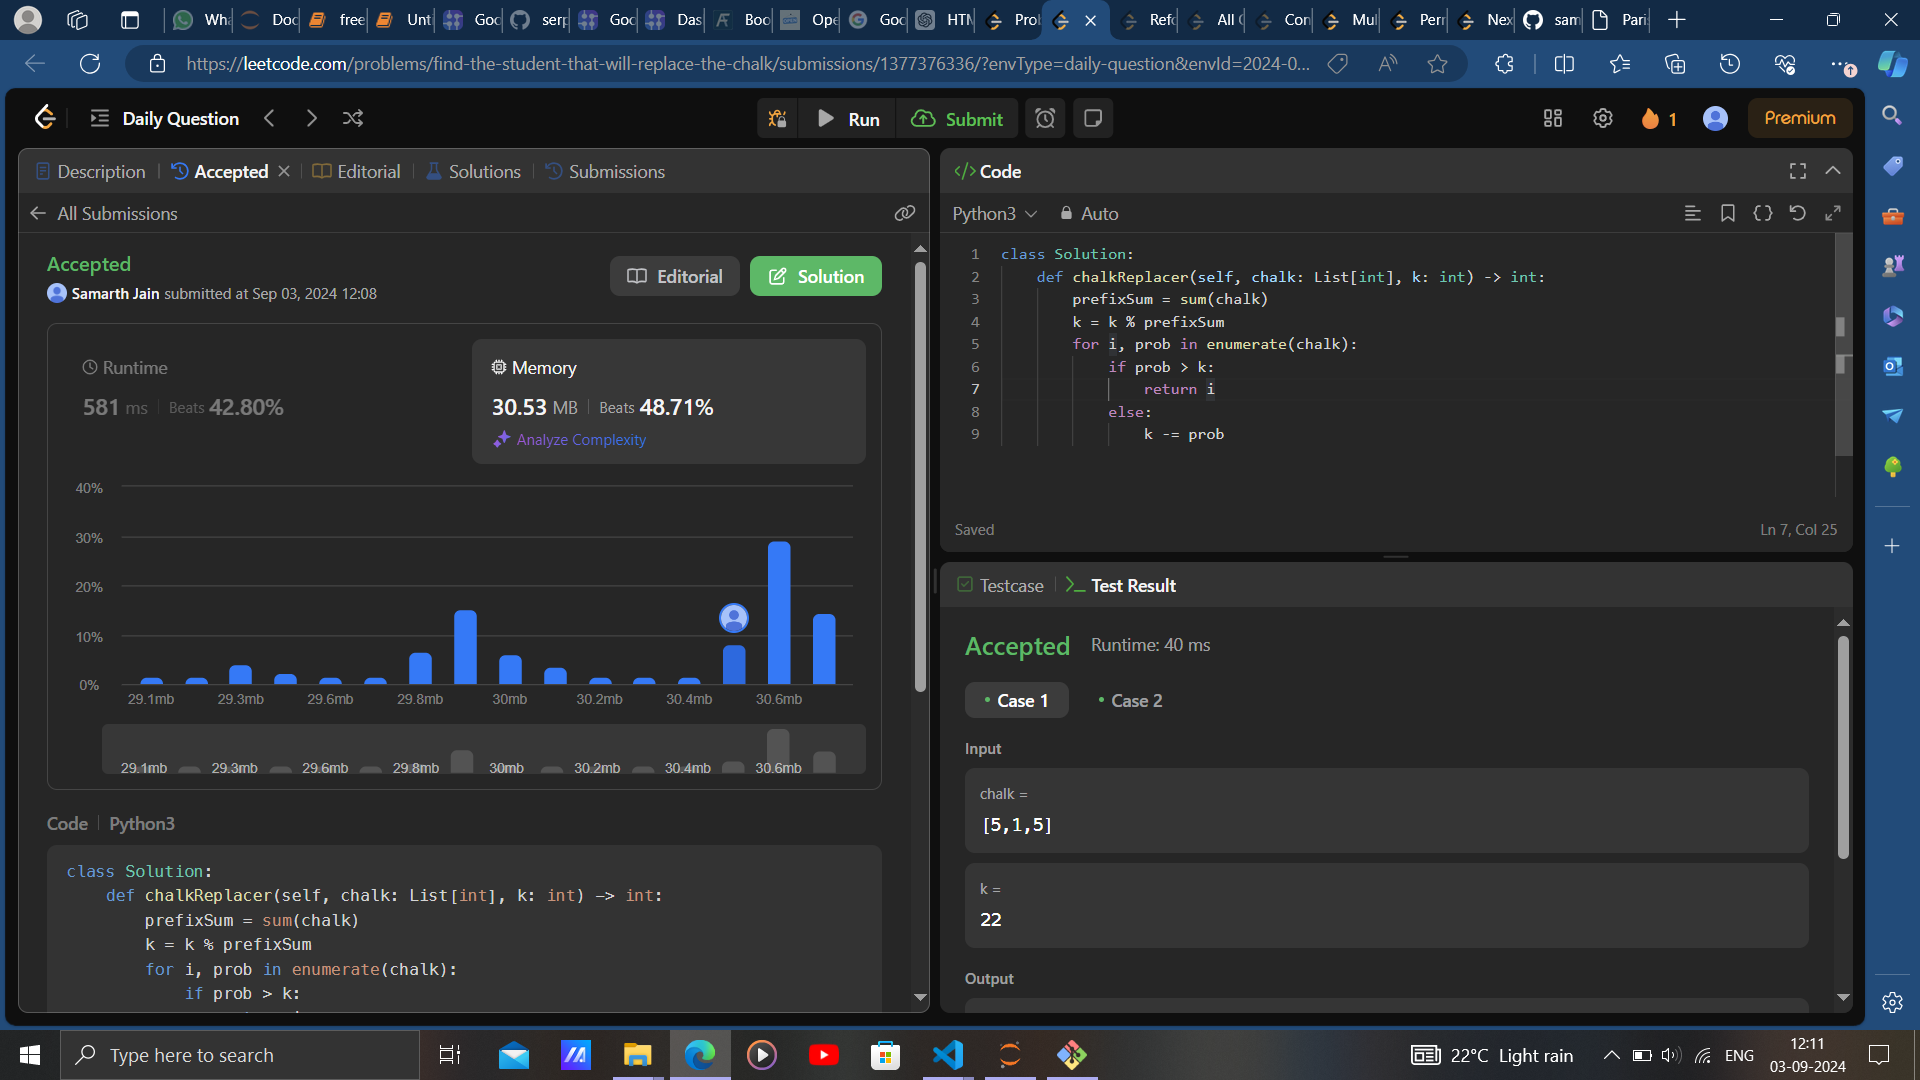 Wha
Doc
free
Unt
Goo
serp
Goo
Das
Boo
Ope
Goo
HTM
Prob
Refo
All C
Con
Mul
Perr
Nex
sam
Pari
https://leetcode.com/problems/find-the-student-that-will-replace-the-chalk/submissions/1377376336/?envType=daily-question&envId=2024-0...
Daily Question
Run
Submit
1
Premium
Description
Accepted
Editorial
Solutions
Submissions
All Submissions
Accepted
Samarth Jain submitted at Sep 03, 2024 12:08
Editorial
Solution
Runtime
581 ms
Beats 42.80%
Memory
30.53 MB
Beats 48.71%
Analyze Complexity
40%
30%
20%
10%
0%
29.1mb 29.3mb 29.6mb 29.8mb 30mb 30.2mb 30.4mb 30.6mb
29.1mb 29.3mb 29.6mb 29.8mb 30mb 30.2mb 30.4mb 30.6mb
Code
Python3
class Solution:
def chalkReplacer(self, chalk: List[int], k: int) -> int:
prefixSum = sum(chalk)
k = k % prefixSum
for i, prob in enumerate(chalk):
if prob > k:
Code
Python3
Auto
1 class Solution:
2 def chalkReplacer(self, chalk: List[int], k: int) -> int:
3 prefixSum = sum(chalk)
4 k = k % prefixSum
5 for i, prob in enumerate(chalk):
6 if prob > k:
7 return i
8 else:
9 k -= prob
Saved
Ln 7, Col 25
Testcase
Test Result
Accepted
Runtime: 40 ms
Case 1
Case 2
Input
chalk =
[5,1,5]
k =
22
Output
Type here to search
22°C Light rain
ENG
12:11
03-09-2024